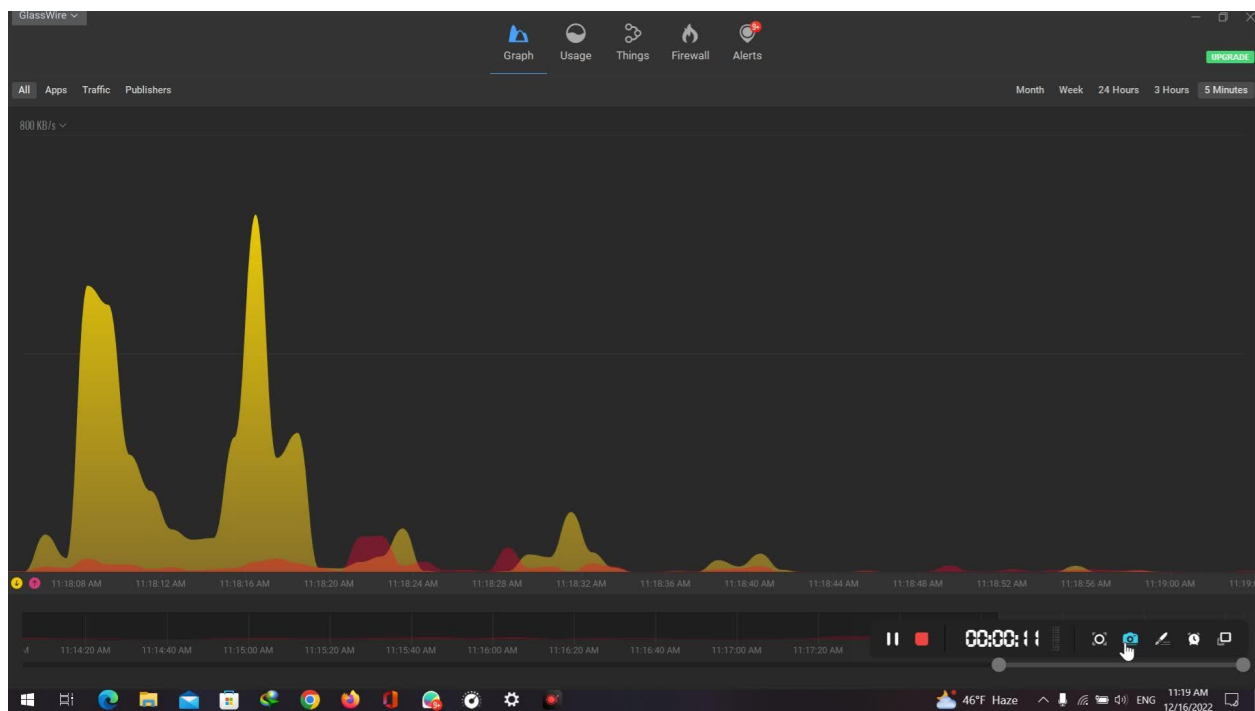 GlassWire
Graph Usage Things Firewall Alerts
9+
UPGRADE
All Apps Traffic Publishers
Month Week 24 Hours 3 Hours 5 Minutes
800 KB/s
11:18:08 AM 11:18:12 AM 11:18:16 AM 11:18:20 AM 11:18:24 AM 11:18:28 AM 11:18:32 AM 11:18:36 AM 11:18:40 AM 11:18:44 AM 11:18:48 AM 11:18:52 AM 11:18:56 AM 11:19:00 AM 11:19:
00:00:11
11:14:20 AM 11:14:40 AM 11:15:00 AM 11:15:20 AM 11:15:40 AM 11:16:00 AM 11:16:20 AM 11:16:40 AM 11:17:00 AM 11:17:20 AM
46°F Haze ENG 11:19 AM
12/16/2022